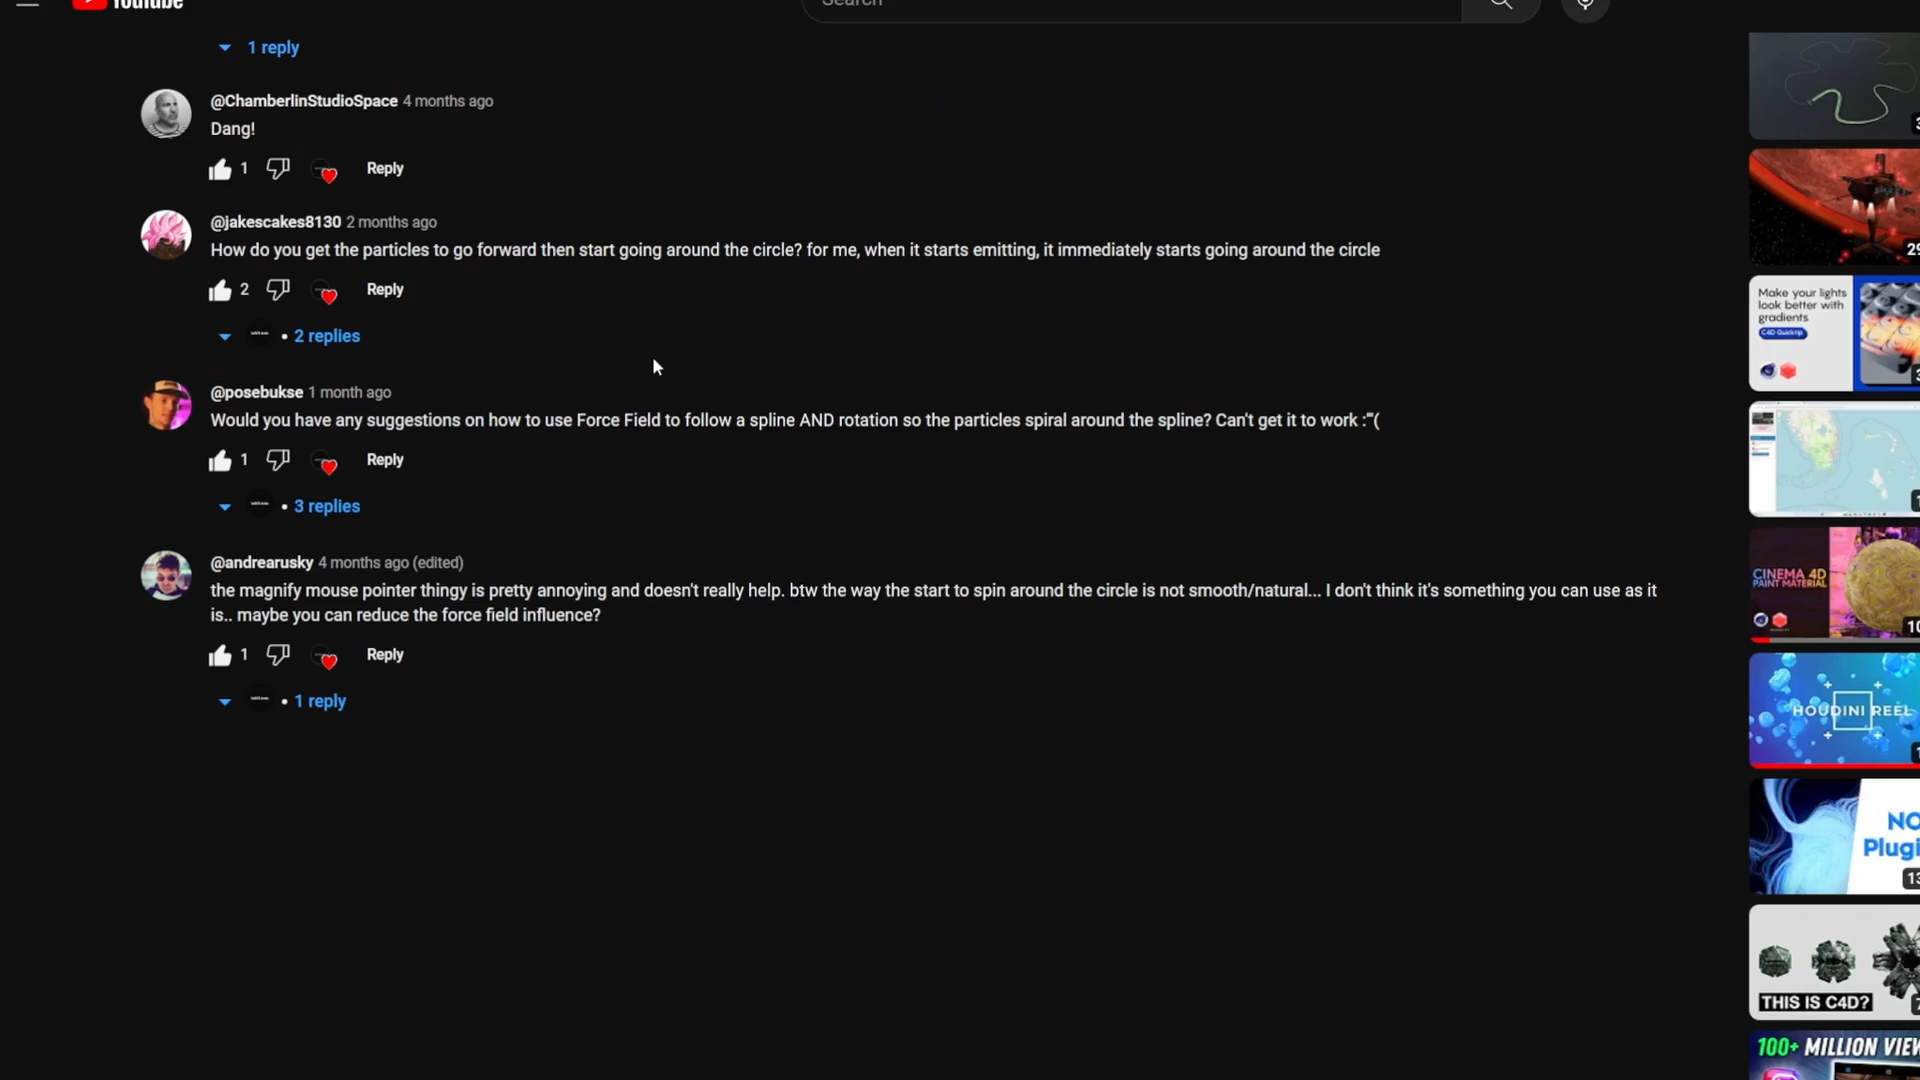 YouTube
Search
1 reply
@ChamberlinStudioSpace 4 months ago
Dang!
1 Reply
@jakescakes8130 2 months ago
How do you get the particles to go forward then start going around the circle? for me, when it starts emitting, it immediately starts going around the circle
2 Reply
• 2 replies
@posebukse 1 month ago
Would you have any suggestions on how to use Force Field to follow a spline AND rotation so the particles spiral around the spline? Can't get it to work :'"(
1 Reply
• 3 replies
@andrearusky 4 months ago (edited)
the magnify mouse pointer thingy is pretty annoying and doesn't really help. btw the way the start to spin around the circle is not smooth/natural... I don't think it's something you can use as it
is.. maybe you can reduce the force field influence?
1 Reply
• 1 reply
Make your lights
look better with
gradients
C4D Quicktip
CINEMA 4D
PAINT MATERIAL
HOUDINI REEL
NO
Plugi
THIS IS C4D?
100+ MILLION VIEW